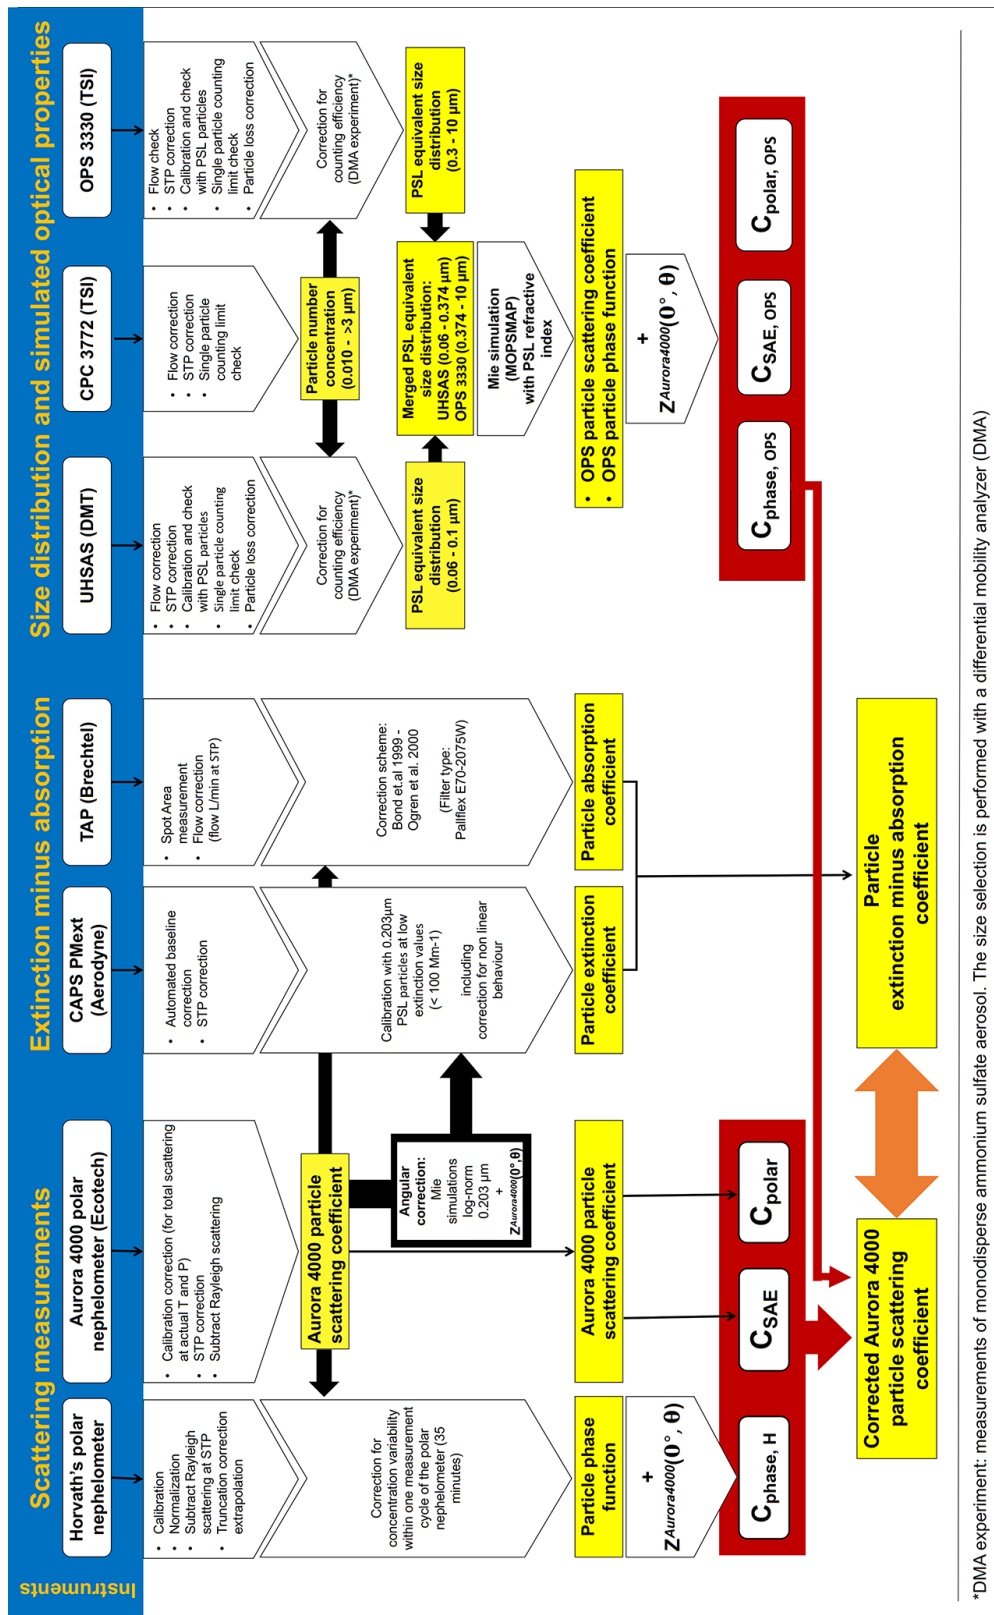 Instruments
Scattering measurements
Extinction minus absorption
Size distribution and simulated optical properties
Horvath's polar
nephelometer
Aurora 4000 polar
nephelometer (Ecotech)
CAPS PMext
(Aerodyne)
TAP (Brechtel)
UHSAS (DMT)
CPC 3772 (TSI)
OPS 3330 (TSI)
• Calibration
• Normalization
• Subtract Rayleigh
scattering at STP
• Truncation correction
extrapolation
• Calibration correction (for total scattering
at actual T and P)
• STP correction
• Subtract Rayleigh scattering
• Automated baseline
correction
• STP correction
• Spot Area
measurement
• Flow correction
(flow L/min at STP)
• Flow correction
• STP correction
• Calibration and check
with PSL particles
• Single particle counting
limit check
• Particle loss correction
• Flow correction
• STP correction
• Single particle
counting limit
check
• Flow check
• STP correction
• Calibration and check
with PSL particles
• Single particle counting
limit check
• Particle loss correction
Correction for
concentration variability
within one measurement
cycle of the polar
nephelometer (35
minutes)
Aurora 4000 particle
scattering coefficient
Angular
correction:
Mie
simulations
log-norm
0.203 μm
+
Z^Aurora4000(0°,θ)
Calibration with 0.203μm
PSL particles at low
extinction values
(< 100 Mm-1)
including
correction for non linear
behaviour
Correction scheme:
Bond et.al 1999 -
Ogren et al. 2000
(Filter type:
Pallflex E70-2075W)
Correction for
counting efficiency
(DMA experiment)*
Particle number
concentration
(0.010 - >3 μm)
Correction for
counting efficiency
(DMA experiment)*
PSL equivalent size
distribution
(0.06 - 0.1 μm)
Merged PSL equivalent
size distribution:
UHSAS (0.06 - 0.374 μm)
OPS 3330 (0.374 - 10 μm)
PSL equivalent size
distribution
(0.3 - 10 μm)
Mie simulation
(MOPSMAP)
with PSL refractive
index
Particle phase
function
Aurora 4000 particle
scattering coefficient
Particle extinction
coefficient
Particle absorption
coefficient
• OPS particle scattering coefficient
• OPS particle phase function
+
Z^Aurora4000(0°, θ)
+
Z^Aurora4000(0°, θ)
C phase, H
C SAE
C polar
C phase, OPS
C SAE, OPS
C polar, OPS
Corrected Aurora 4000
particle scattering
coefficient
Particle
extinction minus absorption
coefficient
*DMA experiment: measurements of monodisperse ammonium sulfate aerosol. The size selection is performed with a differential mobility analyzer (DMA)